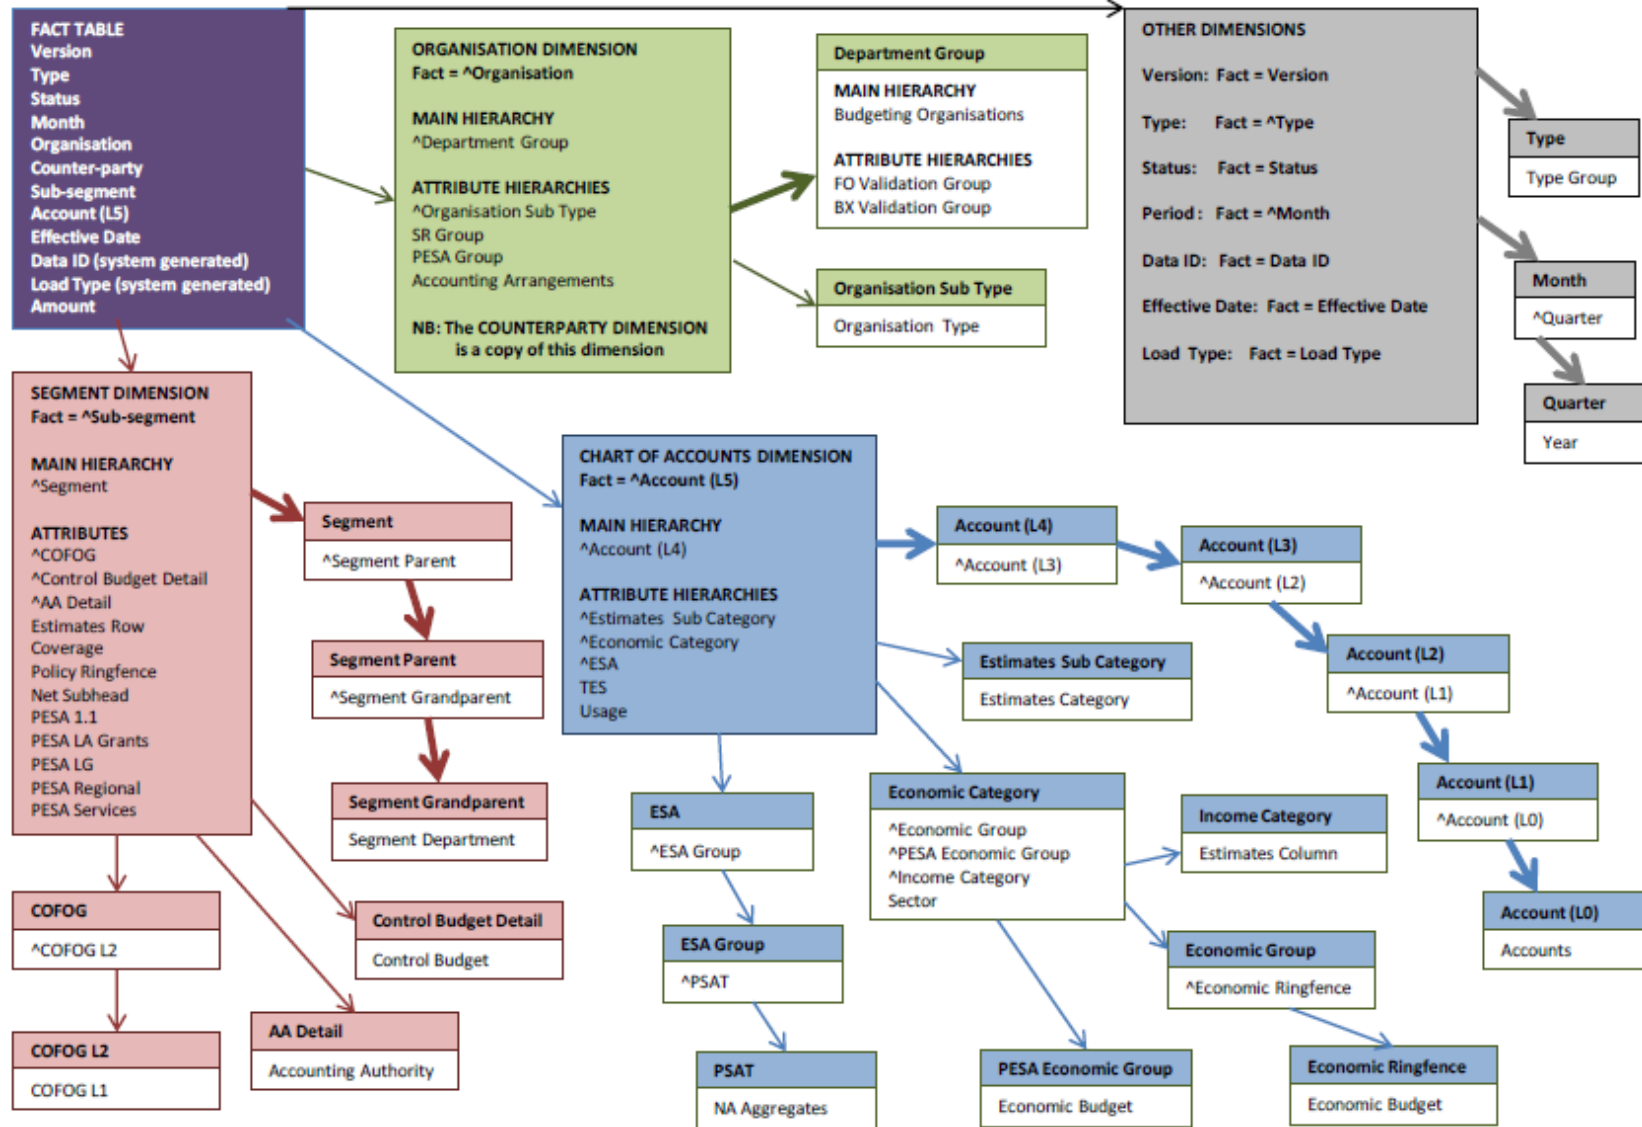 FACT TABLE
Version
Type
Status
Month
Organisation
Counter-party
Sub-segment
Account (L5)
Effective Date
Data ID (system generated)
Load Type (system generated)
Amount
ORGANISATION DIMENSION
Fact = ^Organisation
MAIN HIERARCHY
^Department Group
ATTRIBUTE HIERARCHIES
^Organisation Sub Type
SR Group
PESA Group
Accounting Arrangements
NB: The COUNTERPARTY DIMENSION
is a copy of this dimension
Department Group
MAIN HIERARCHY
Budgeting Organisations
ATTRIBUTE HIERARCHIES
FO Validation Group
BX Validation Group
Organisation Sub Type
Organisation Type
OTHER DIMENSIONS
Version: Fact = Version
Type: Fact = ^Type
Status: Fact = Status
Period : Fact = ^Month
Data ID: Fact = Data ID
Effective Date: Fact = Effective Date
Load Type: Fact = Load Type
Type
Type Group
Month
^Quarter
Quarter
Year
SEGMENT DIMENSION
Fact = ^Sub-segment
MAIN HIERARCHY
^Segment
ATTRIBUTES
^COFOG
^Control Budget Detail
^AA Detail
Estimates Row
Coverage
Policy Ringfence
Net Subhead
PESA 1.1
PESA LA Grants
PESA LG
PESA Regional
PESA Services
Segment
^Segment Parent
Segment Parent
^Segment Grandparent
Segment Grandparent
Segment Department
COFOG
^COFOG L2
COFOG L2
COFOG L1
Control Budget Detail
Control Budget
AA Detail
Accounting Authority
CHART OF ACCOUNTS DIMENSION
Fact = ^Account (L5)
MAIN HIERARCHY
^Account (L4)
ATTRIBUTE HIERARCHIES
^Estimates Sub Category
^Economic Category
^ESA
TES
Usage
Account (L4)
^Account (L3)
Account (L3)
^Account (L2)
Account (L2)
^Account (L1)
Account (L1)
^Account (L0)
Account (L0)
Accounts
Estimates Sub Category
Estimates Category
Economic Category
^Economic Group
^PESA Economic Group
^Income Category
Sector
Income Category
Estimates Column
Economic Group
^Economic Ringfence
Economic Ringfence
Economic Budget
PESA Economic Group
Economic Budget
ESA
^ESA Group
ESA Group
^PSAT
PSAT
NA Aggregates